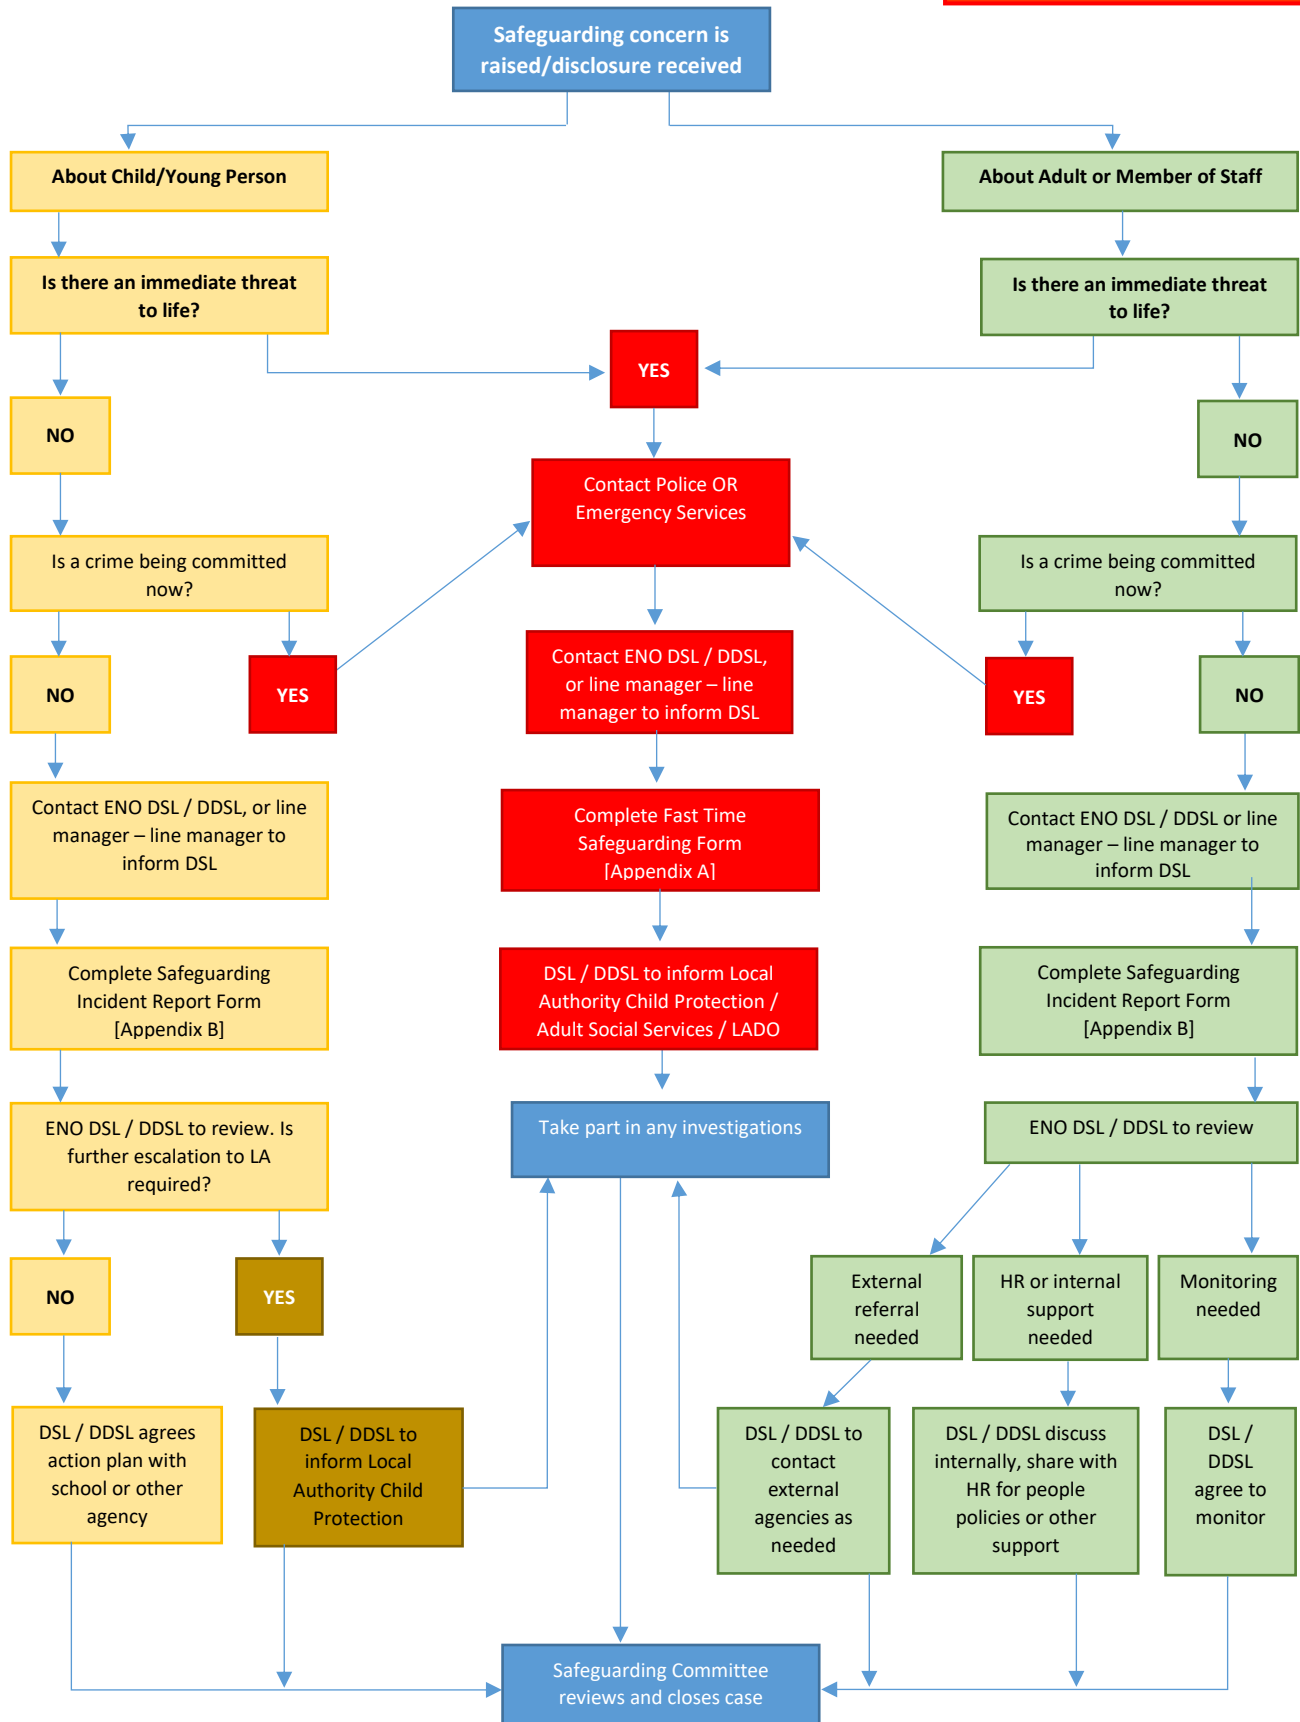 Safeguarding concern is
raised/disclosure received
About Child/Young Person
About Adult or Member of Staff
Is there an immediate threat
to life?
Is there an immediate threat
to life?
YES
NO
NO
Contact Police OR
Emergency Services
Is a crime being committed
now?
Is a crime being committed
now?
NO
YES
Contact ENO DSL / DDSL,
or line manager – line
manager to inform DSL
YES
NO
Contact ENO DSL / DDSL, or line
manager – line manager to
inform DSL
Complete Fast Time
Safeguarding Form
[Appendix A]
Contact ENO DSL / DDSL or line
manager – line manager to
inform DSL
Complete Safeguarding
Incident Report Form
[Appendix B]
DSL / DDSL to inform Local
Authority Child Protection /
Adult Social Services / LADO
Complete Safeguarding
Incident Report Form
[Appendix B]
ENO DSL / DDSL to review. Is
further escalation to LA
required?
Take part in any investigations
ENO DSL / DDSL to review
NO
YES
External
referral
needed
HR or internal
support
needed
Monitoring
needed
DSL / DDSL agrees
action plan with
school or other
agency
DSL / DDSL to
inform Local
Authority Child
Protection
DSL / DDSL to
contact
external
agencies as
needed
DSL / DDSL discuss
internally, share with
HR for people
policies or other
support
DSL /
DDSL
agree to
monitor
Safeguarding Committee
reviews and closes case